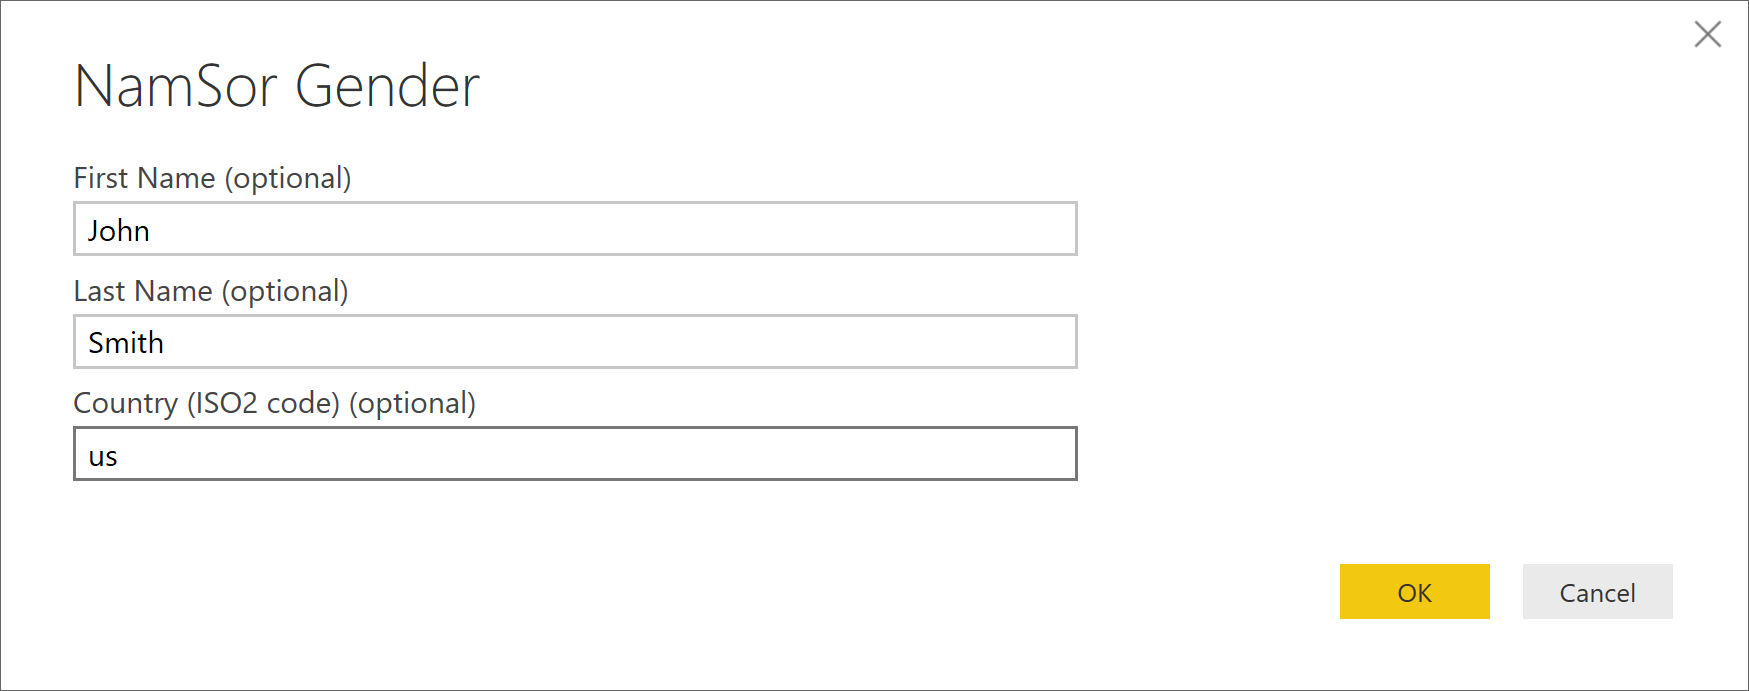 NamSor Gender
First Name (optional)
John
Last Name (optional)
Smith
Country (ISO2 code) (optional)
us
OK
Cancel